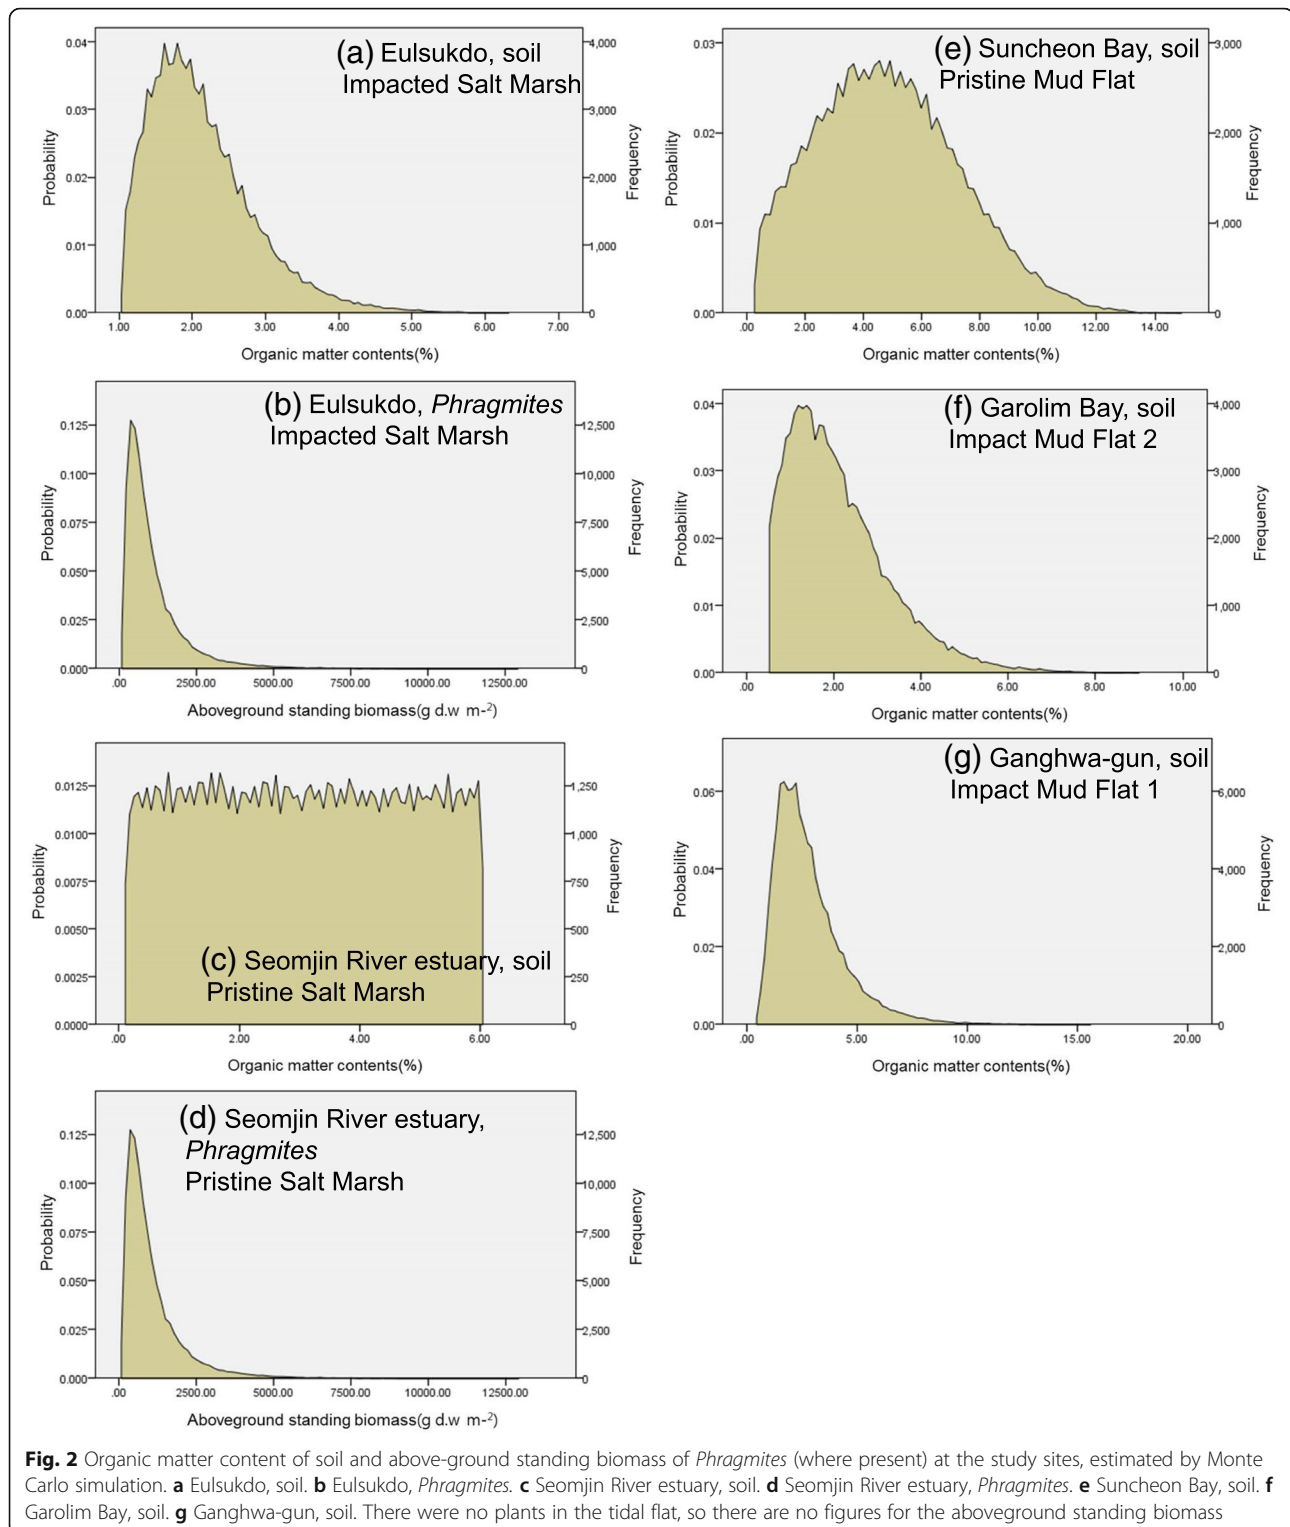 (a) Eulsukdo, soil
Impacted Salt Marsh
0.04
0.03
0.02
0.01
0.00
Probability
4,000
3,000
2,000
1,000
0
Frequency
1.00 2.00 3.00 4.00 5.00 6.00 7.00
Organic matter contents(%)
(b) Eulsukdo, Phragmites
Impacted Salt Marsh
0.125
0.100
0.075
0.050
0.025
0.000
Probability
12,500
10,000
7,500
5,000
2,500
0
Frequency
.00 2500.00 5000.00 7500.00 10000.00 12500.00
Aboveground standing biomass(g d.w m-²)
0.0125
0.0100
0.0075
0.0050
0.0025
0.0000
Probability
1,250
1,000
750
500
250
0
Frequency
(c) Seomjin River estuary, soil
Pristine Salt Marsh
.00 2.00 4.00 6.00
Organic matter contents(%)
(d) Seomjin River estuary,
Phragmites
Pristine Salt Marsh
0.125
0.100
0.075
0.050
0.025
0.000
Probability
12,500
10,000
7,500
5,000
2,500
0
Frequency
.00 2500.00 5000.00 7500.00 10000.00 12500.00
Aboveground standing biomass(g d.w m-²)
(e) Suncheon Bay, soil
Pristine Mud Flat
0.03
0.02
0.01
0.00
Probability
3,000
2,000
1,000
0
Frequency
.00 2.00 4.00 6.00 8.00 10.00 12.00 14.00
Organic matter contents(%)
(f) Garolim Bay, soil
Impact Mud Flat 2
0.04
0.03
0.02
0.01
0.00
Probability
4,000
3,000
2,000
1,000
0
Frequency
.00 2.00 4.00 6.00 8.00 10.00
Organic matter contents(%)
(g) Ganghwa-gun, soil
Impact Mud Flat 1
0.06
0.04
0.02
0.00
Probability
6,000
4,000
2,000
0
Frequency
.00 5.00 10.00 15.00 20.00
Organic matter contents(%)
Fig. 2 Organic matter content of soil and above-ground standing biomass of Phragmites (where present) at the study sites, estimated by Monte
Carlo simulation. a Eulsukdo, soil. b Eulsukdo, Phragmites. c Seomjin River estuary, soil. d Seomjin River estuary, Phragmites. e Suncheon Bay, soil. f
Garolim Bay, soil. g Ganghwa-gun, soil. There were no plants in the tidal flat, so there are no figures for the aboveground standing biomass